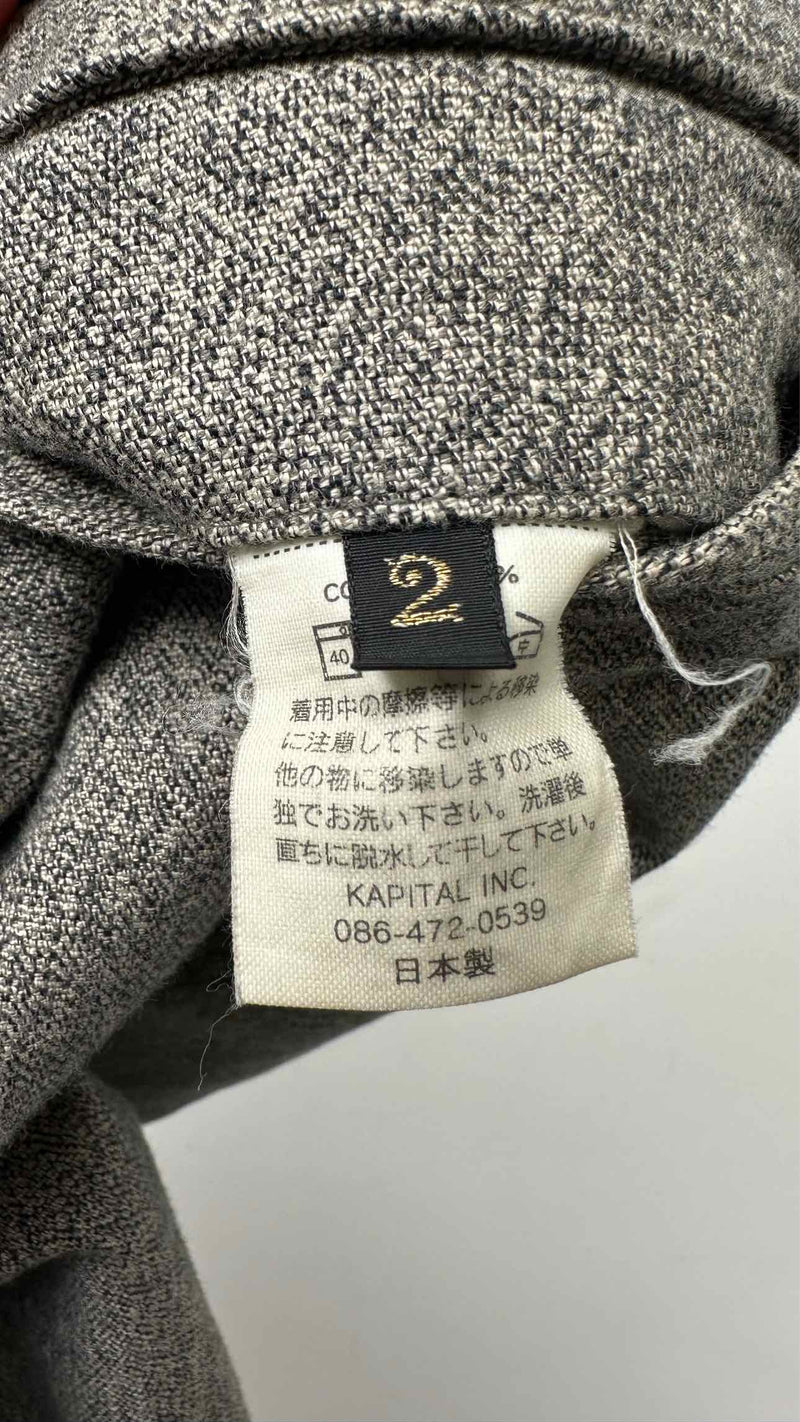 2
%
40 中
着用中の摩擦等による移染
に注意して下さい。
他の物に移染しますので単
独でお洗い下さい。洗濯後
直ちに脱水して干して下さい。
KAPITAL INC.
086-472-0539
日本製